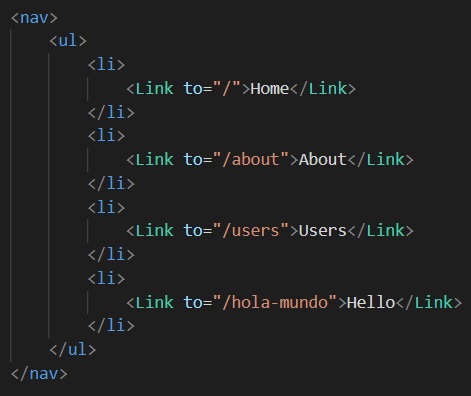 <nav>
<ul>
<li>
<Link to="/">Home</Link>
</li>
<li>
<Link to="/about">About</Link>
</li>
<li>
<Link to="/users">Users</Link>
</li>
<li>
<Link to="/hola-mundo">Hello</Link>
</li>
</ul>
</nav>